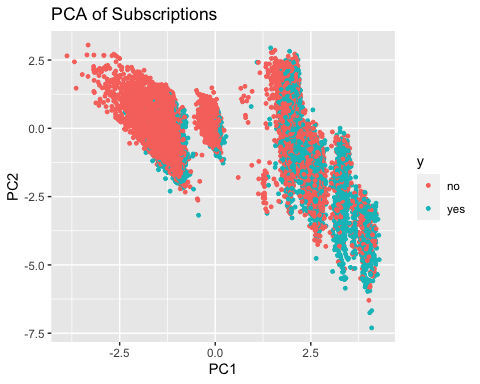 PCA of Subscriptions
2.5
0.0
-2.5
-5.0
-7.5
PC2
-2.5
0.0
2.5
PC1
y
no
yes